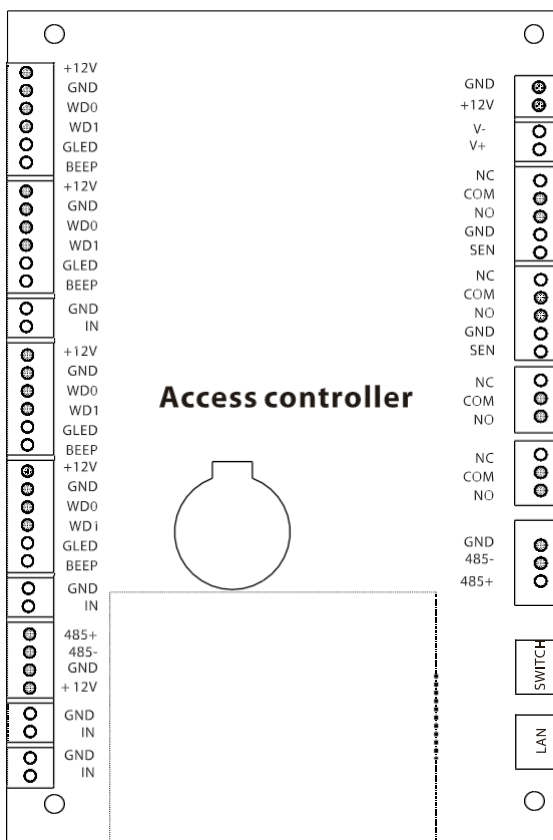 +12V
GND
WD0
WD1
GLED
BEEP
+12V
GND
WD0
WD1
GLED
BEEP
GND
IN
+12V
GND
WD0
WD1
GLED
BEEP
+12V
GND
WD0
WDi
GLED
BEEP
GND
IN
485+
485-
GND
+12V
GND
IN
GND
IN
Access controller
GND
+12V
V-
V+
NC
COM
NO
GND
SEN
NC
COM
NO
GND
SEN
NC
COM
NO
NC
COM
NO
GND
485-
485+
SWITCH
LAN